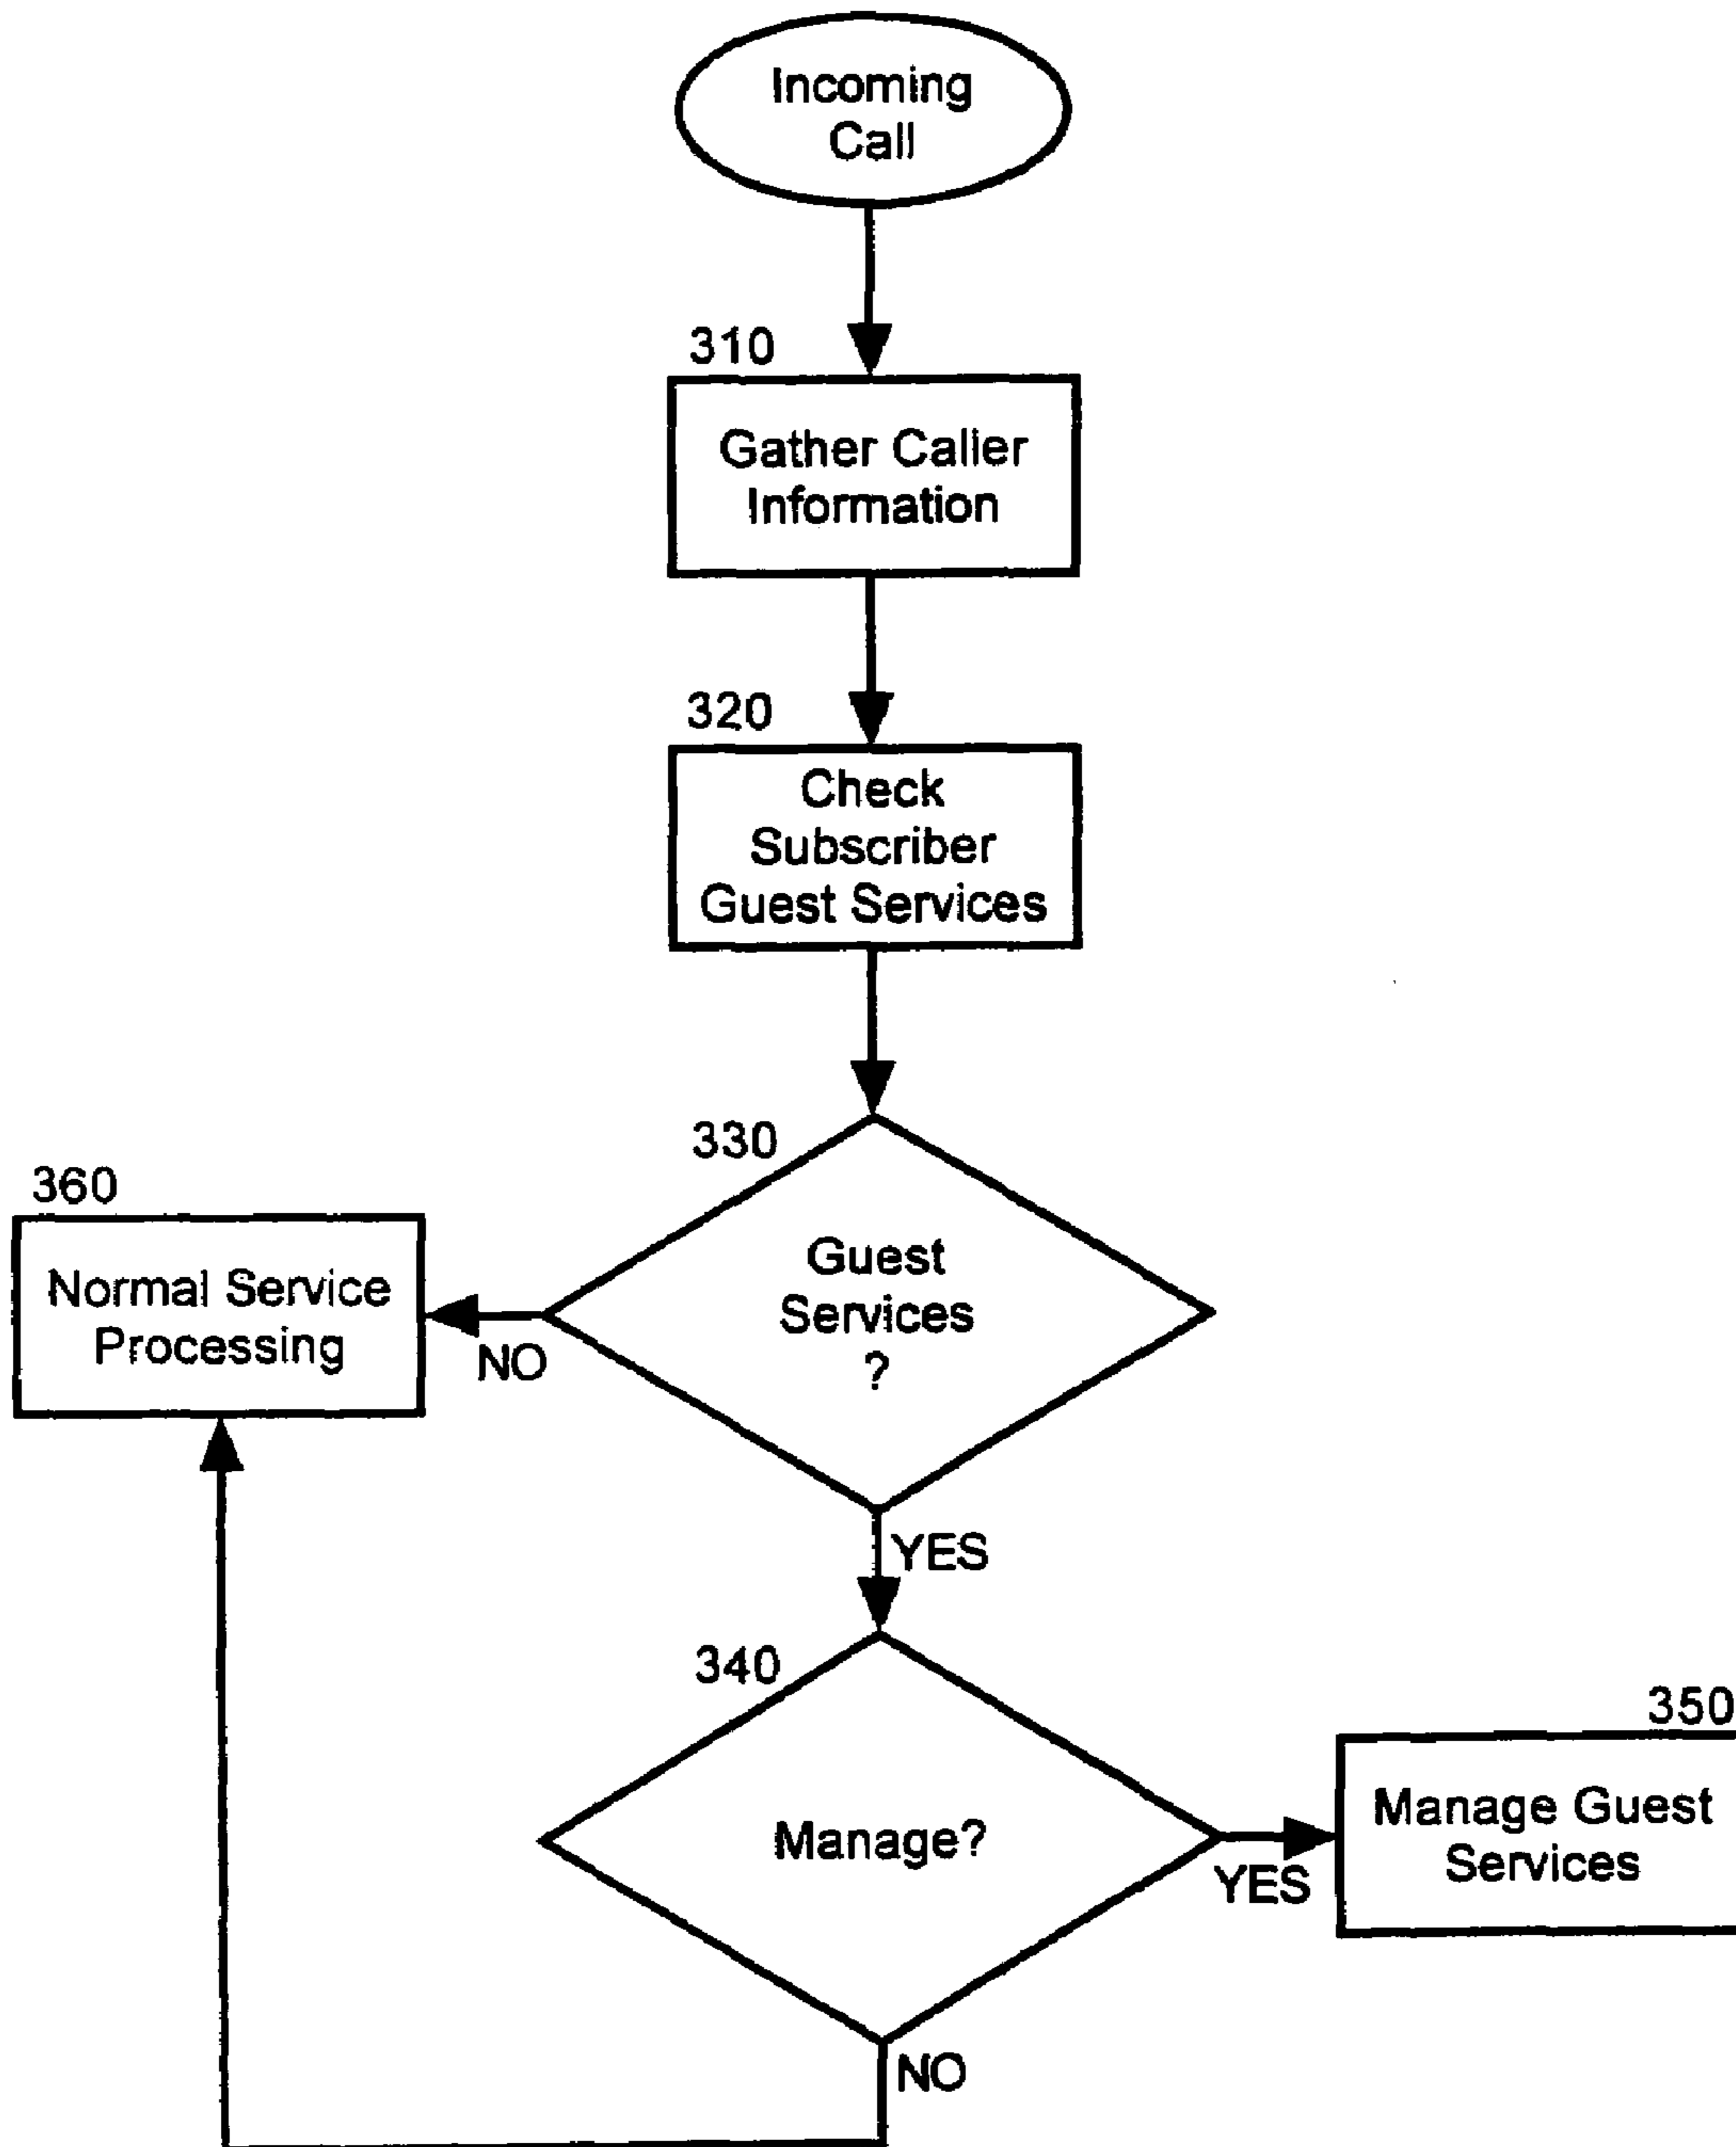 Incoming
Call
310
Gather Caller
Information
320
Check
Subscriber
Guest Services
330
Guest
Services
?
360
Normal Service
Processing
NO
YES
340
Manage?
350
Manage Guest
Services
YES
NO